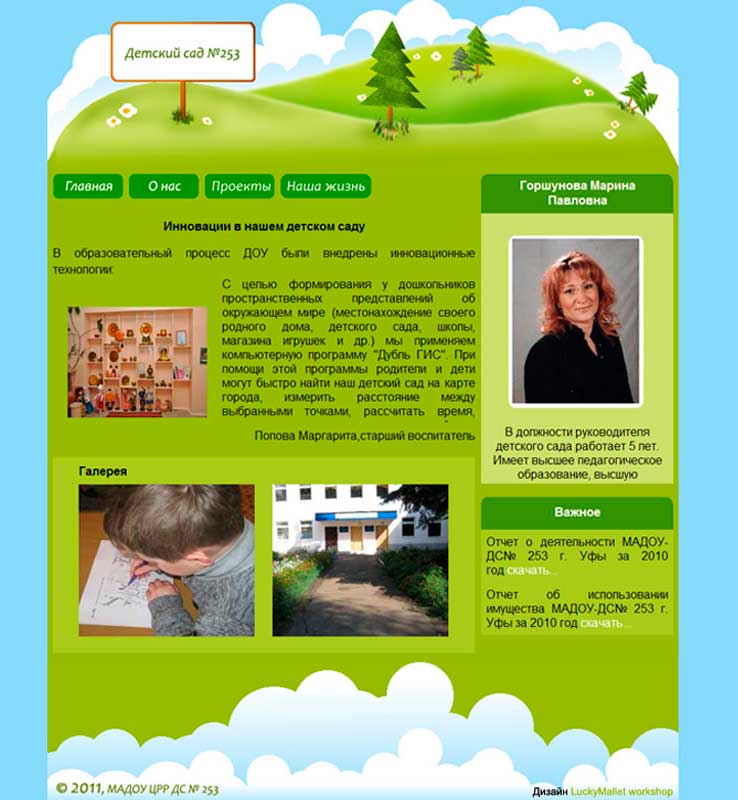 Детский сад №253
Главная
О нас
Проекты
Наша жизнь
Инновации в нашем детском саду
В образовательный процесс ДОУ были внедрены инновационные
технологии:
С целью формирования у дошкольников
пространственных представлений об
окружающем мире (местонахождение своего
родного дома, детского сада, школы,
магазина игрушек и др.) мы применяем
компьютерную программу "Дубль ГИС". При
помощи этой программы родители и дети
могут быстро найти наш детский сад на карте
города, измерить расстояние между
выбранными точками, рассчитать время,
Попова Маргарита,старший воспитатель
Галерея
Горшунова Марина
Павловна
В должности руководителя
детского сада работает 5 лет.
Имеет высшее педагогическое
образование, высшую
Важное
Отчет о деятельности МАДОУ-
ДС№ 253 г. Уфы за 2010
год скачать...
Отчет об использовании
имущества МАДОУ-ДС№ 253 г.
Уфы за 2010 год скачать...
© 2011, МАДОУ ЦРР ДС № 253
Дизайн LuckyMallet workshop